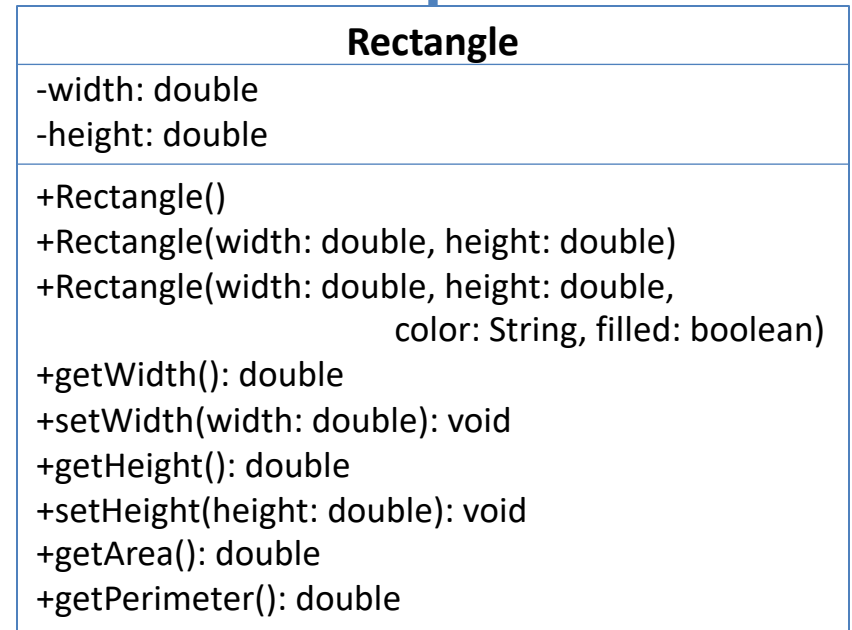 Rectangle
-width: double
-height: double
+Rectangle()
+Rectangle(width: double, height: double)
+Rectangle(width: double, height: double,
color: String, filled: boolean)
+getWidth(): double
+setWidth(width: double): void
+getHeight(): double
+setHeight(height: double): void
+getArea(): double
+getPerimeter(): double